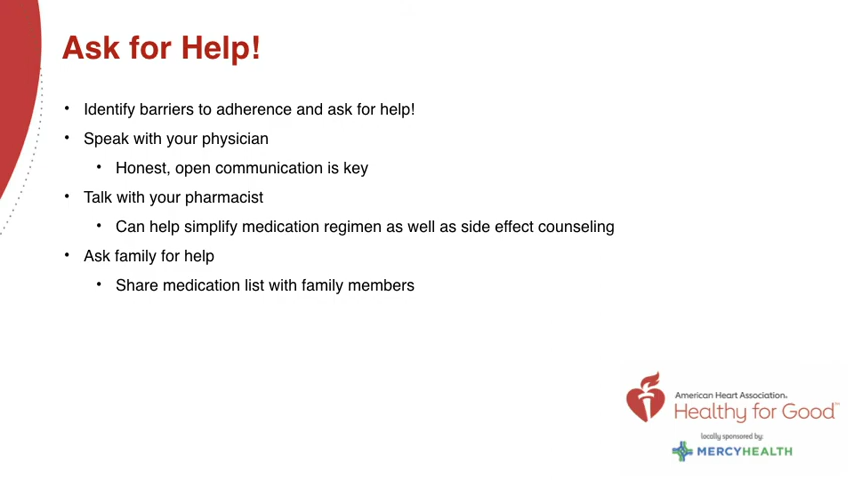 Ask for Help!
• Identify barriers to adherence and ask for help!
• Speak with your physician
• Honest, open communication is key
• Talk with your pharmacist
• Can help simplify medication regimen as well as side effect counseling
• Ask family for help
• Share medication list with family members
American Heart Association®
Healthy for Good™
locally sponsored by:
MERCYHEALTH